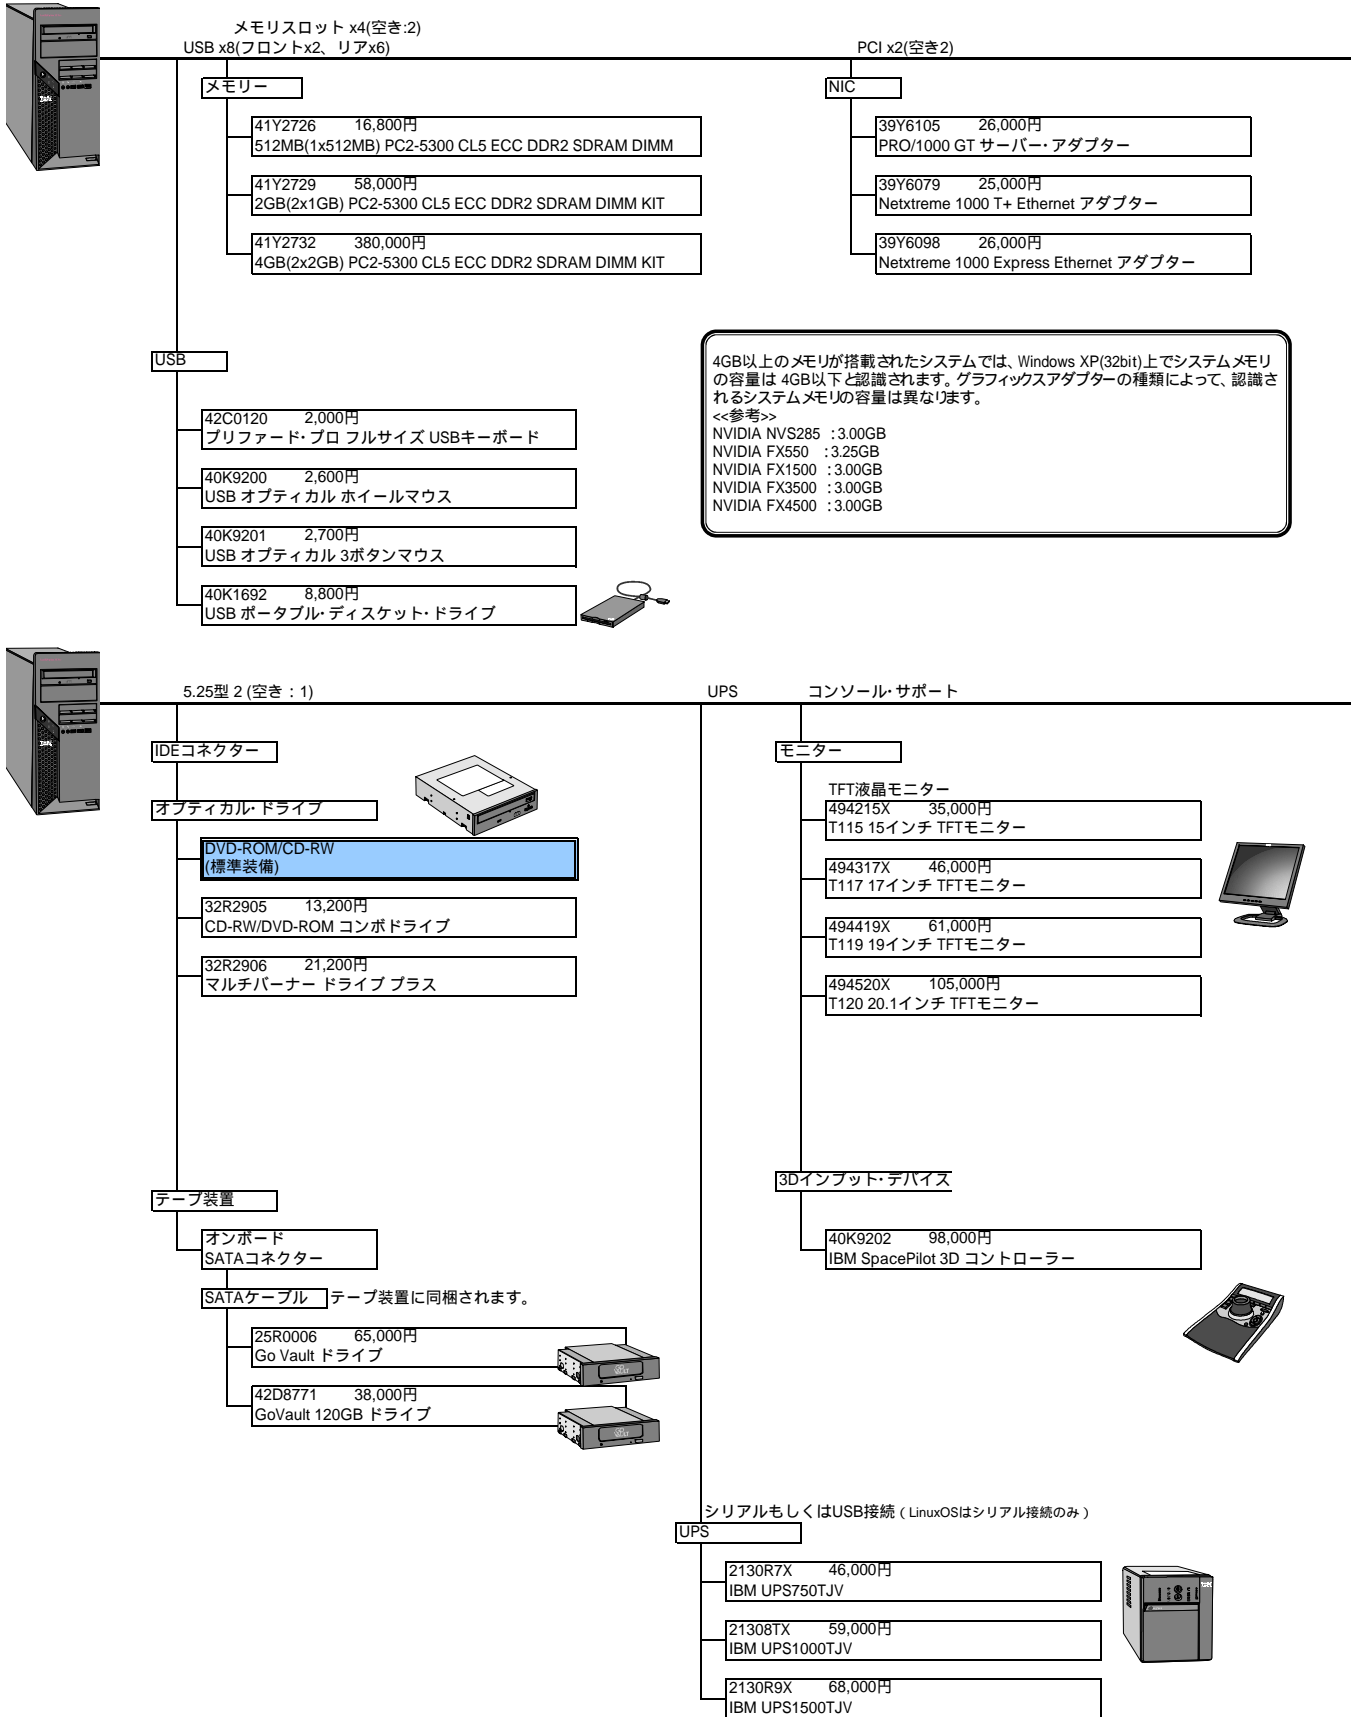 メモリスロット x4(空き:2)
USB x8(フロントx2、リアx6)
PCI x2(空き2)
メモリー
41Y2726 16,800円
512MB(1x512MB) PC2-5300 CL5 ECC DDR2 SDRAM DIMM
41Y2729 58,000円
2GB(2x1GB) PC2-5300 CL5 ECC DDR2 SDRAM DIMM KIT
41Y2732 380,000円
4GB(2x2GB) PC2-5300 CL5 ECC DDR2 SDRAM DIMM KIT
NIC
39Y6105 26,000円
PRO/1000 GT サーバー・アダプター
39Y6079 25,000円
Netxtreme 1000 T+ Ethernet アダプター
39Y6098 26,000円
Netxtreme 1000 Express Ethernet アダプター
USB
42C0120 2,000円
プリファード・プロ フルサイズ USBキーボード
40K9200 2,600円
USB オプティカル ホイールマウス
40K9201 2,700円
USB オプティカル 3ボタンマウス
40K1692 8,800円
USB ポータブル・ディスケット・ドライブ
4GB以上のメモリが搭載されたシステムでは、Windows XP(32bit)上でシステムメモリ
の容量は 4GB以下と認識されます。グラフィックスアダプターの種類によって、認識さ
れるシステムメモリの容量は異なります。
<<参考>>
NVIDIA NVS285 :3.00GB
NVIDIA FX550 :3.25GB
NVIDIA FX1500 :3.00GB
NVIDIA FX3500 :3.00GB
NVIDIA FX4500 :3.00GB
5.25型 2 (空き:1)
UPS
コンソール・サポート
IDEコネクター
オプティカル・ドライブ
DVD-ROM/CD-RW
(標準装備)
32R2905 13,200円
CD-RW/DVD-ROM コンボドライブ
32R2906 21,200円
マルチバーナー ドライブ プラス
モニター
TFT液晶モニター
494215X 35,000円
T115 15インチ TFTモニター
494317X 46,000円
T117 17インチ TFTモニター
494419X 61,000円
T119 19インチ TFTモニター
494520X 105,000円
T120 20.1インチ TFTモニター
テープ装置
オンボード
SATAコネクター
SATAケーブル テープ装置に同梱されます。
25R0006 65,000円
Go Vault ドライブ
42D8771 38,000円
GoVault 120GB ドライブ
3Dインプット・デバイス
40K9202 98,000円
IBM SpacePilot 3D コントローラー
シリアルもしくはUSB接続(LinuxOSはシリアル接続のみ)
UPS
2130R7X 46,000円
IBM UPS750TJV
21308TX 59,000円
IBM UPS1000TJV
2130R9X 68,000円
IBM UPS1500TJV